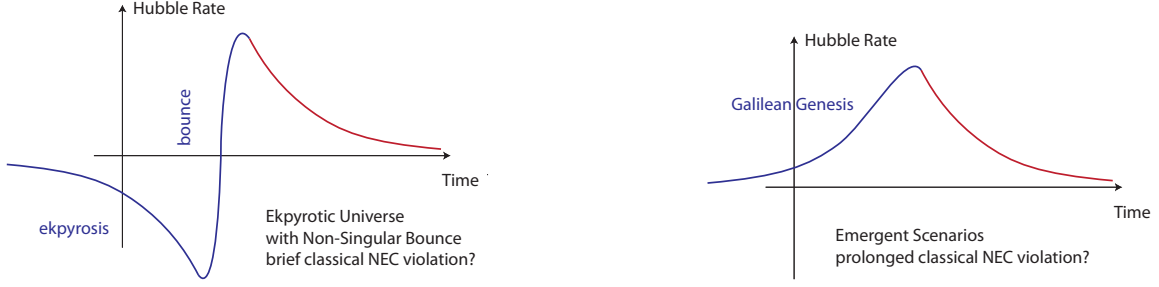 Hubble Rate
bounce
Time
ekpyrosis
Ekpyrotic Universe
with Non-Singular Bounce
brief classical NEC violation?
Hubble Rate
Galilean Genesis
Time
Emergent Scenarios
prolonged classical NEC violation?